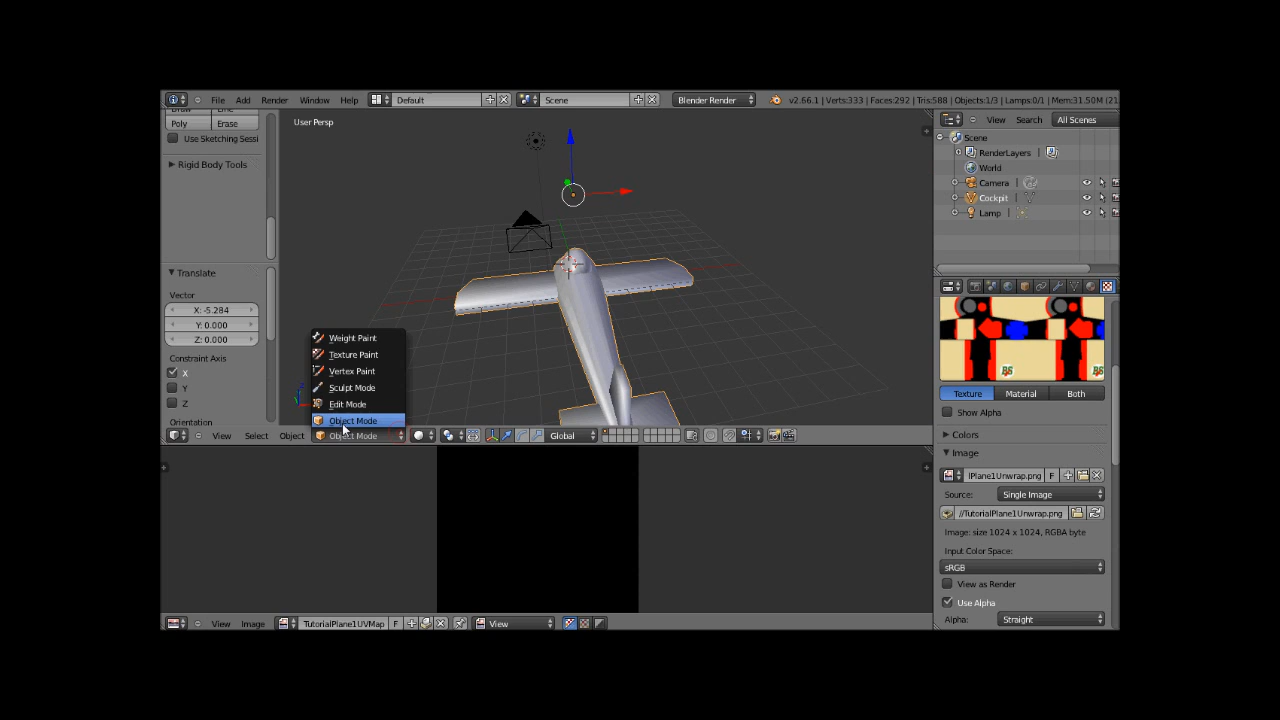 File Add Render Window Help Default Scene Blender Render v2.66.1 | Verts:333 | Faces:292 | Tris:588 | Objects:1/3 | Lamps:0/1 | Mem:31.50M (21
Poly Erase
Use Sketching Sessi
Rigid Body Tools
Translate
Vector
X: -5.284
Y: 0.000
Z: 0.000
Constraint Axis
X
Y
Z
Orientation
User Persp
Weight Paint
Texture Paint
Vertex Paint
Sculpt Mode
Edit Mode
Object Mode
View Select Object Object Mode Global
View Image TutorialPlane1UVMap F View
View Search All Scenes
Scene
RenderLayers |
World
Camera |
Cockpit |
Lamp |
BS BS
Texture Material Both
Show Alpha
Colors
Image
lPlane1Unwrap.png F
Source: Single Image
//TutorialPlane1Unwrap.png
Image: size 1024 x 1024, RGBA byte
Input Color Space:
sRGB
View as Render
Use Alpha
Alpha: Straight